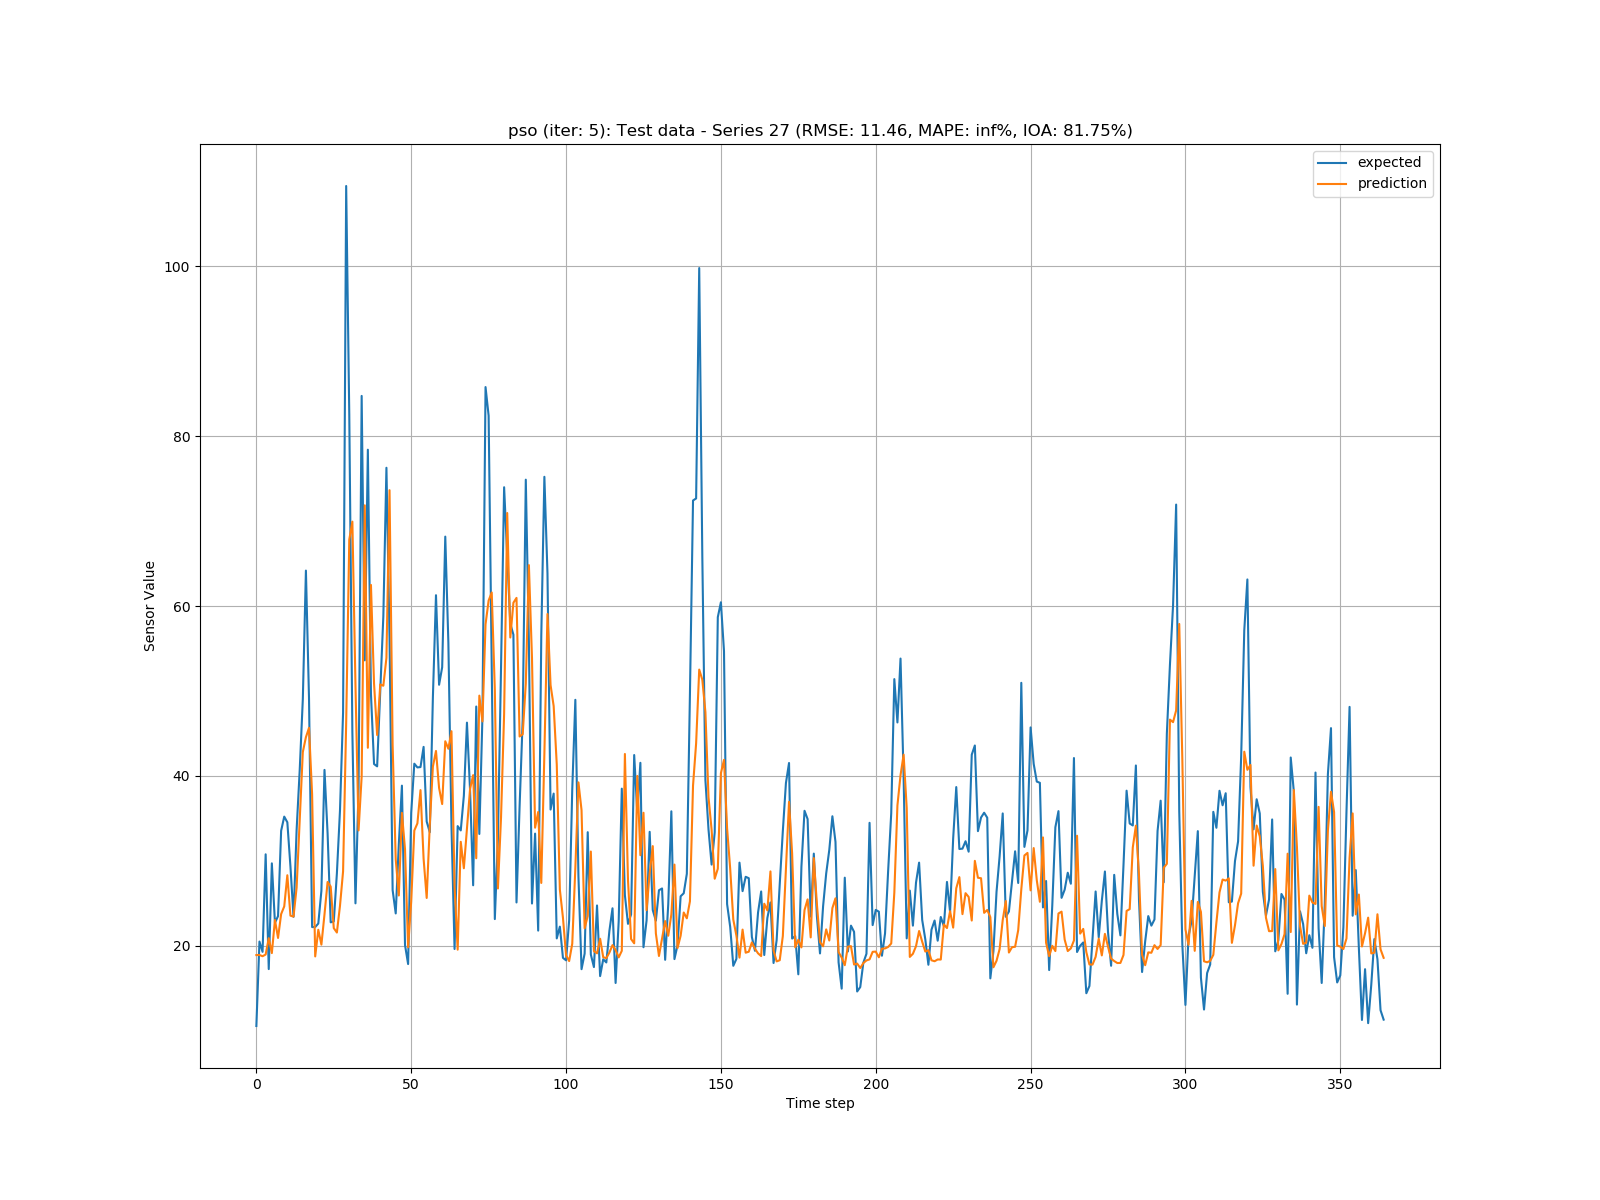 pso (iter: 5): Test data - Series 27 (RMSE: 11.46, MAPE: inf%, IOA: 81.75%)
expected
prediction
100
80
60
40
20
Sensor Value
0 50 100 150 200 250 300 350
Time step